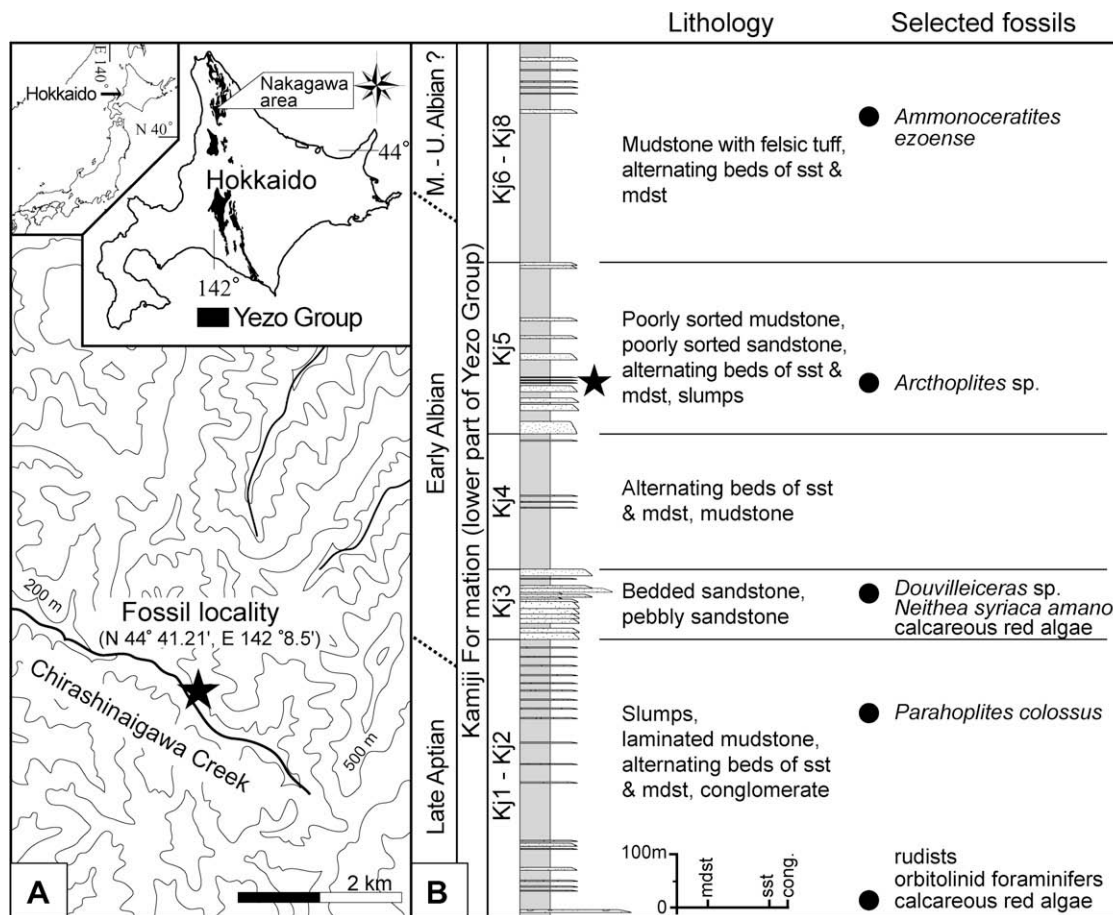 Lithology
Selected fossils
E 140°
Hokkaido
N 40°
Nakagawa
area
44°
Hokkaido
142°
Yezo Group
200 m
Fossil locality
(N 44° 41.21', E 142 °8.5')
Chirashinaigawa Creek
500 m
A
2 km
M. - U. Albian ?
Early Albian
Late Aptian
B
Kamiji For mation (lower part of Yezo Group)
Kj6 - Kj8
Mudstone with felsic tuff,
alternating beds of sst &
mdst
Ammonoceratites
ezoense
Kj5
Poorly sorted mudstone,
poorly sorted sandstone,
alternating beds of sst &
mdst, slumps
Arcthoplites sp.
Kj4
Alternating beds of sst
& mdst, mudstone
Kj3
Bedded sandstone,
pebbly sandstone
Douvilleiceras sp.
Neithea syriaca amano
calcareous red algae
Kj1 - Kj2
Slumps,
laminated mudstone,
alternating beds of sst
& mdst, conglomerate
Parahoplites colossus
100m
0
mdst
sst
cong.
rudists
orbitolinid foraminifers
calcareous red algae